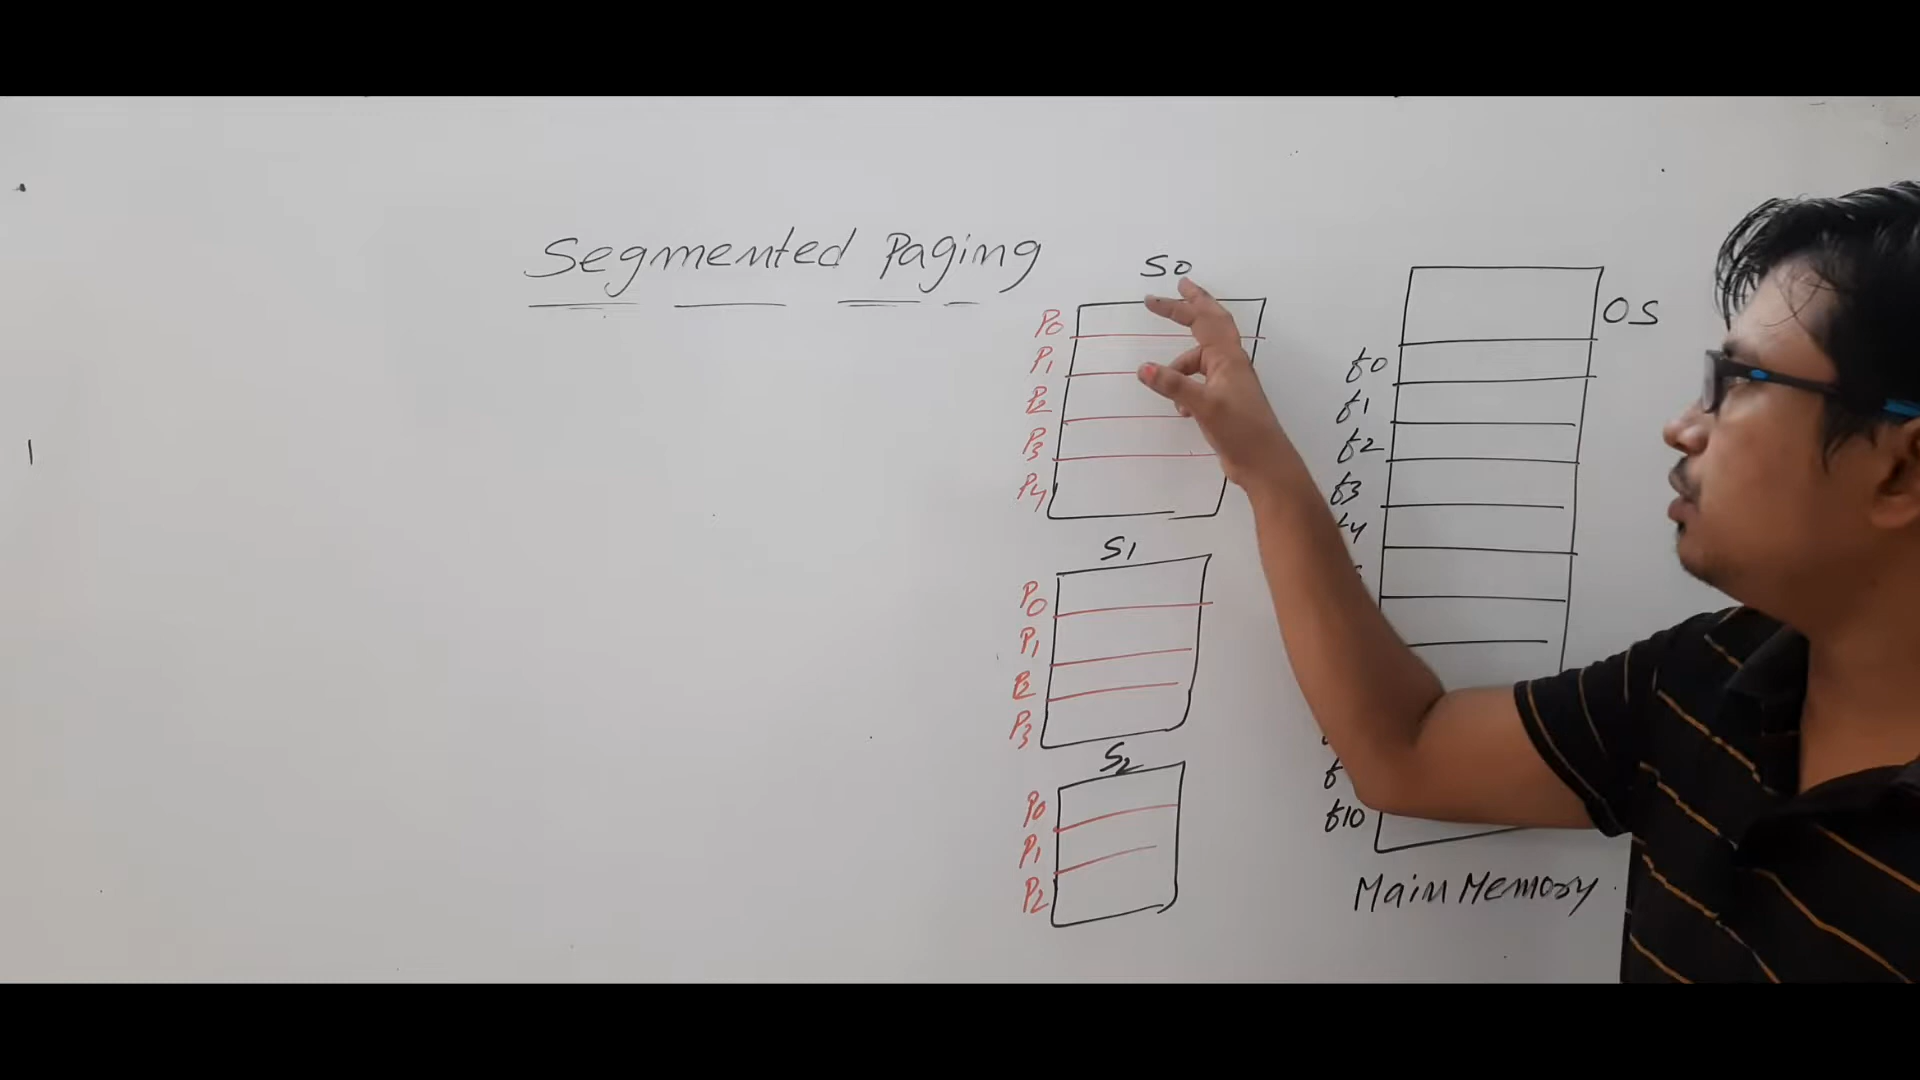 Segmented Paging
S0
P0
P1
P2
P3
P4
S1
P0
P1
P2
P3
S2
P0
P1
P2
OS
f0
f1
f2
f3
f10
Main Memory